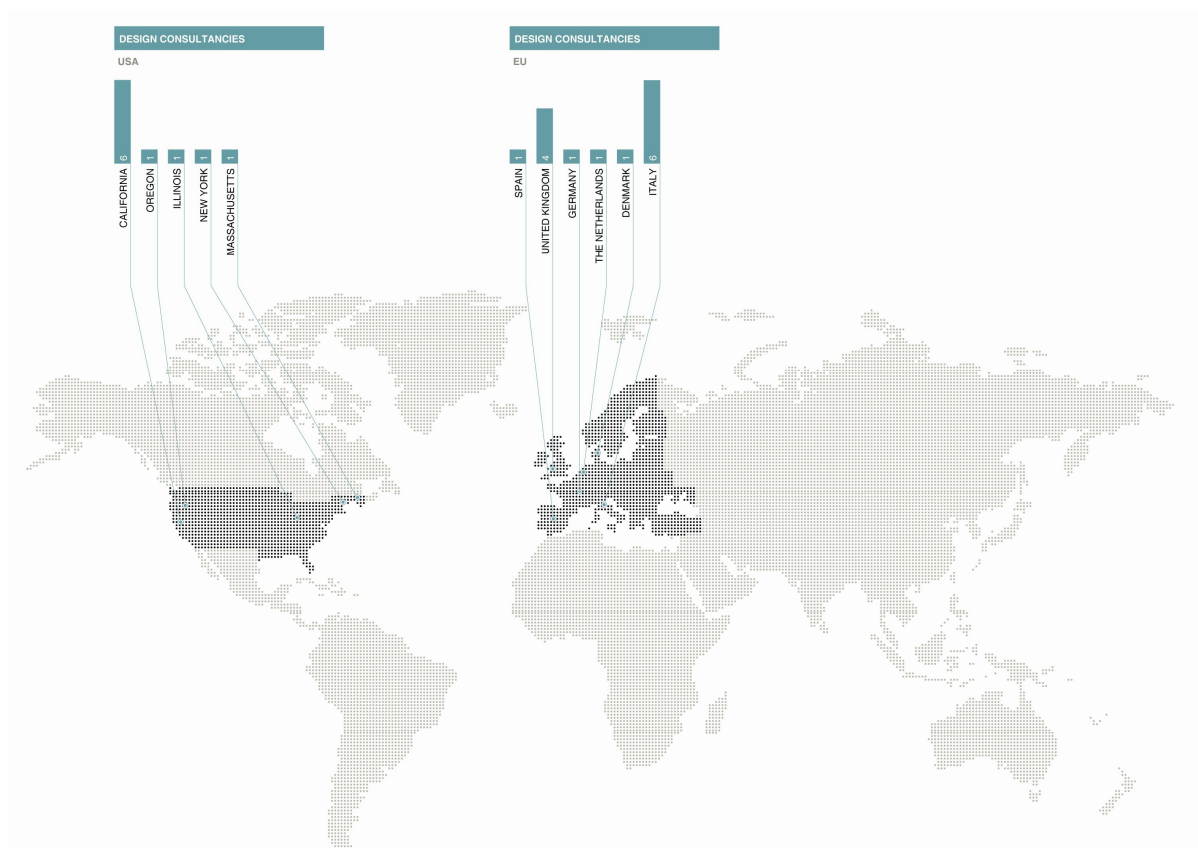 DESIGN CONSULTANCIES
USA
6
CALIFORNIA
1
OREGON
1
ILLINOIS
1
NEW YORK
1
MASSACHUSETTS
DESIGN CONSULTANCIES
EU
1
SPAIN
4
UNITED KINGDOM
1
GERMANY
1
THE NETHERLANDS
1
DENMARK
6
ITALY